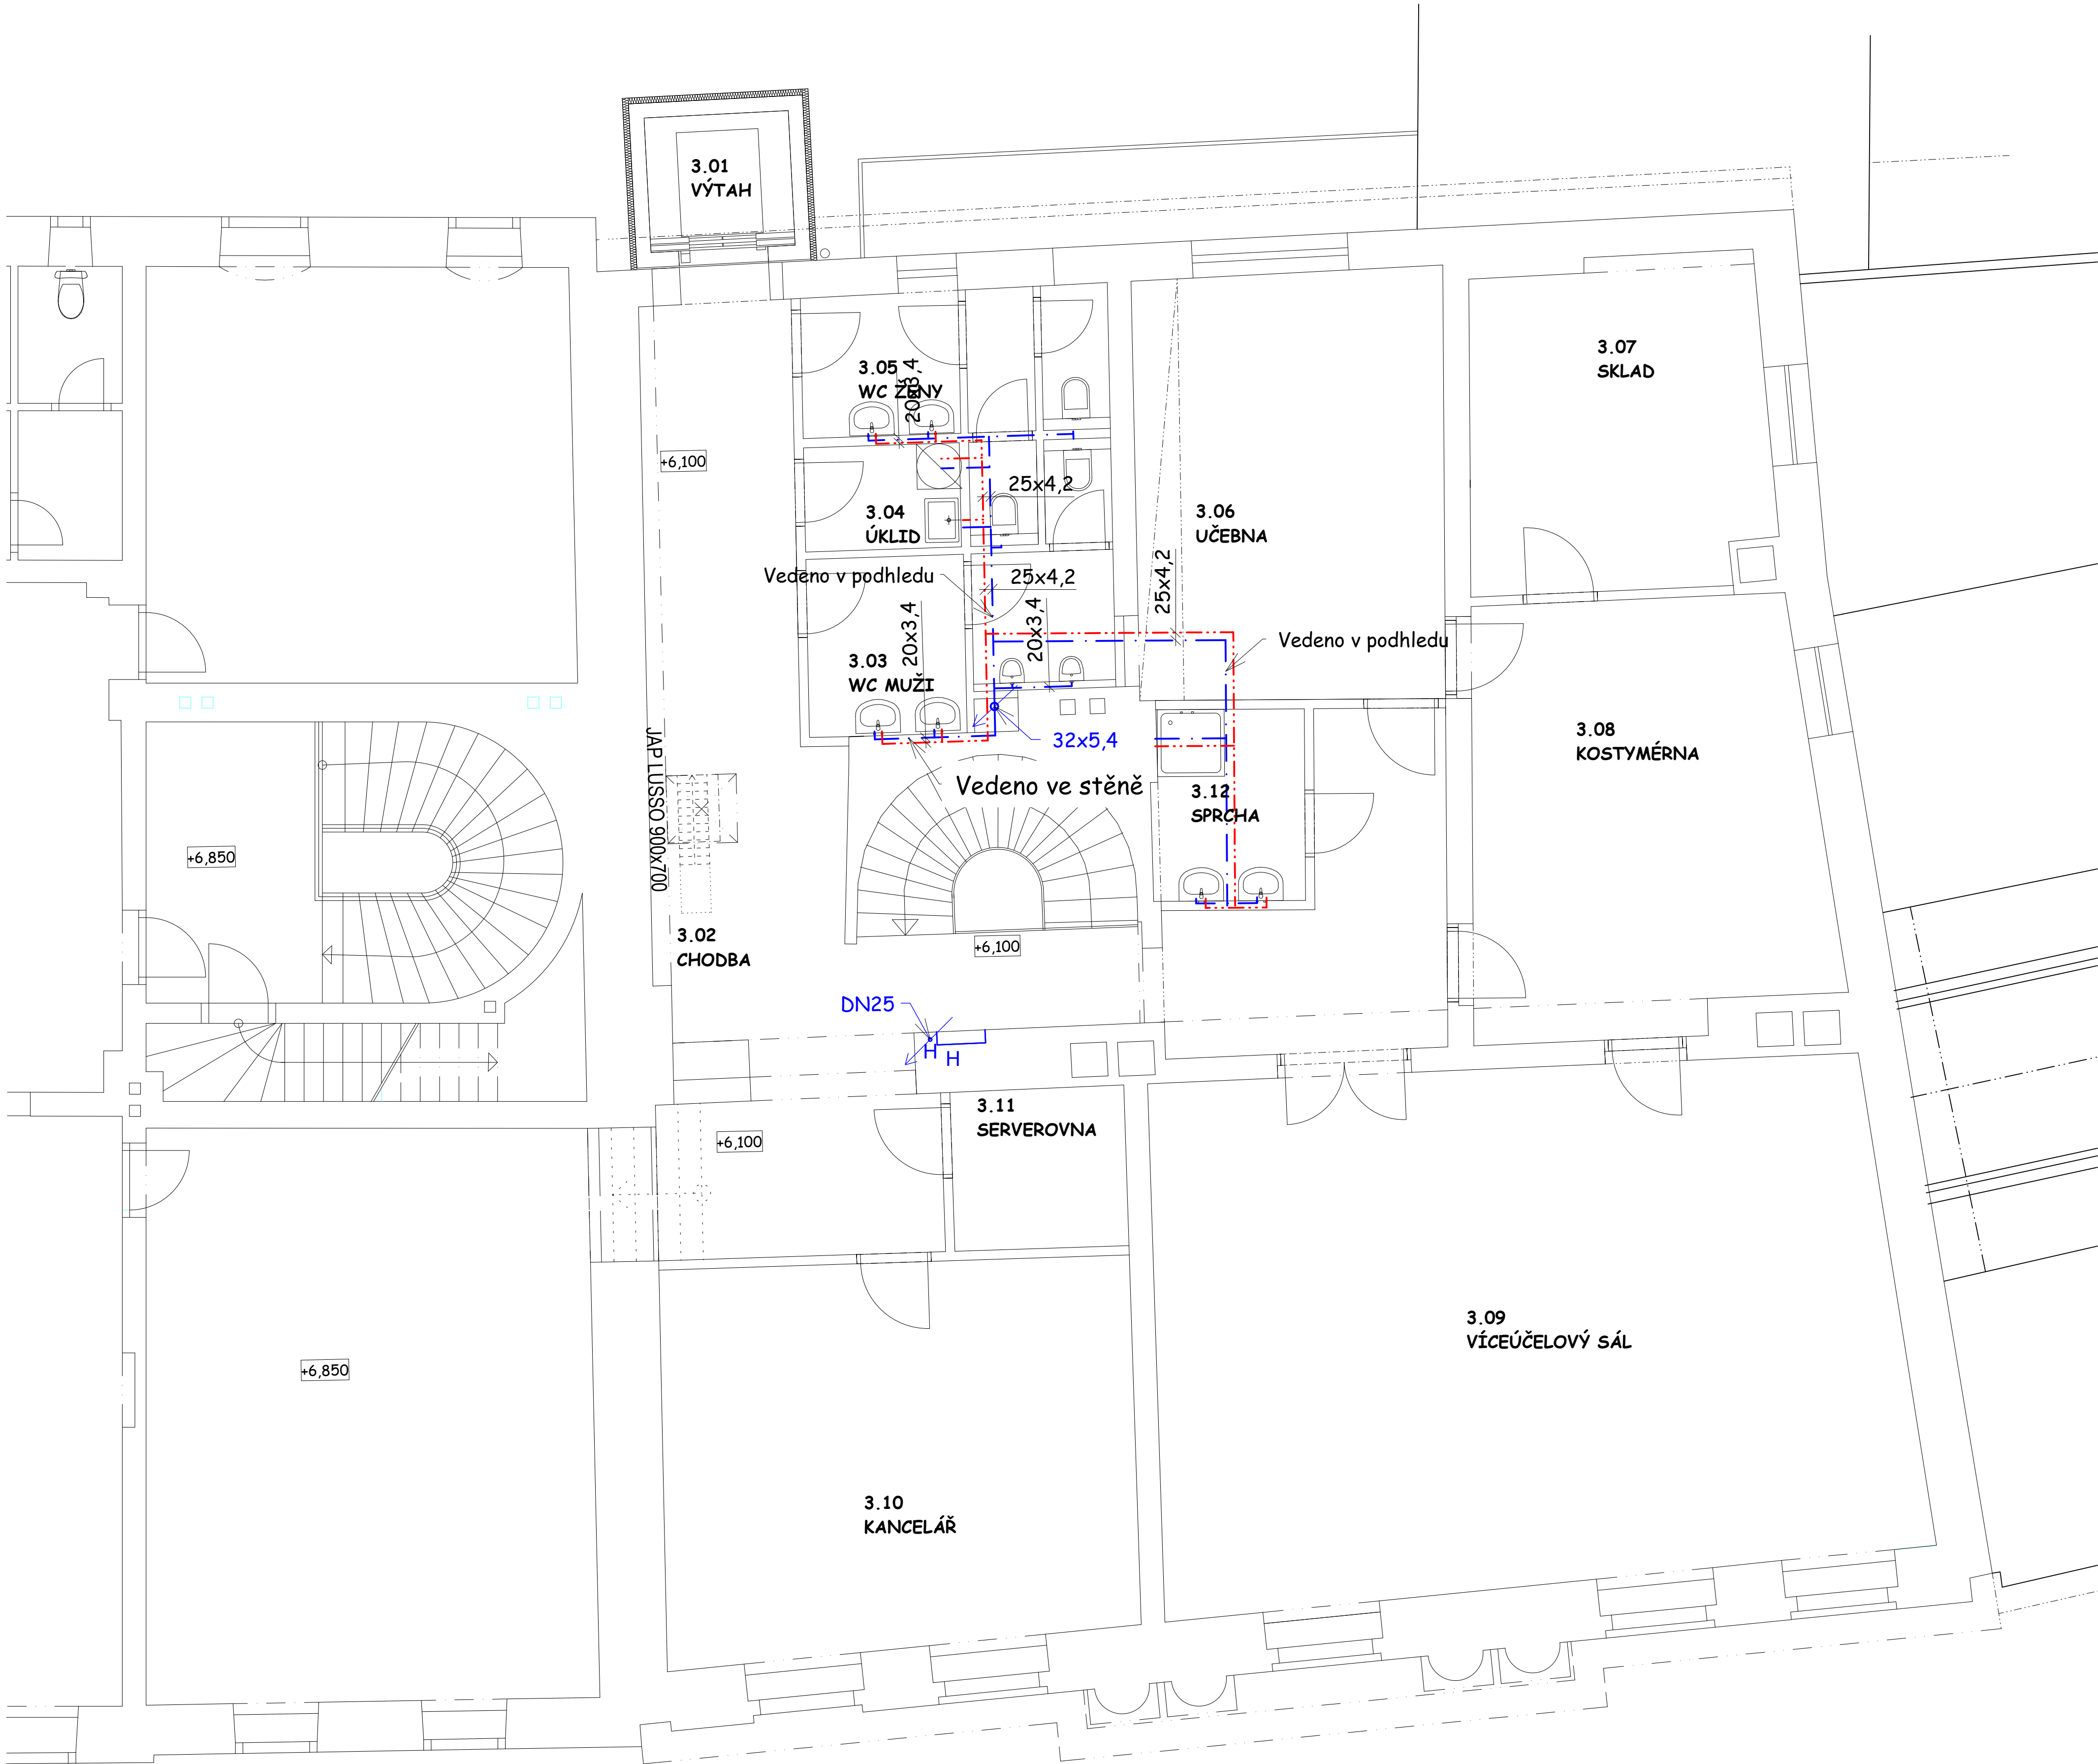 3.01
VÝTAH
3.05
WC ŽENY
20x3,4
3.07
SKLAD
+6,100
25x4,2
3.04
ÚKLID
3.06
UČEBNA
Vedeno v podhledu
25x4,2
25x4,2
20x3,4
20x3,4
Vedeno v podhledu
3.03
WC MUŽI
32x5,4
3.08
KOSTYMÉRNA
JAP LUSSO 900x700
Vedeno ve stěně
3.12
SPRCHA
+6,850
3.02
CHODBA
+6,100
DN25
H
H
3.11
SERVEROVNA
+6,100
3.09
VÍCEÚČELOVÝ SÁL
+6,850
3.10
KANCELÁŘ